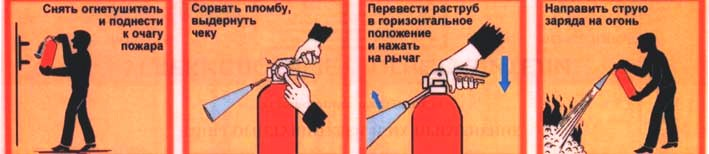 Снять огнетушитель
и поднести
к очагу
пожара
Сорвать пломбу,
выдернуть
чеку
Перевести раструб
в горизонтальное
положение
и нажать
на рычаг
Направить струю
заряда на огонь